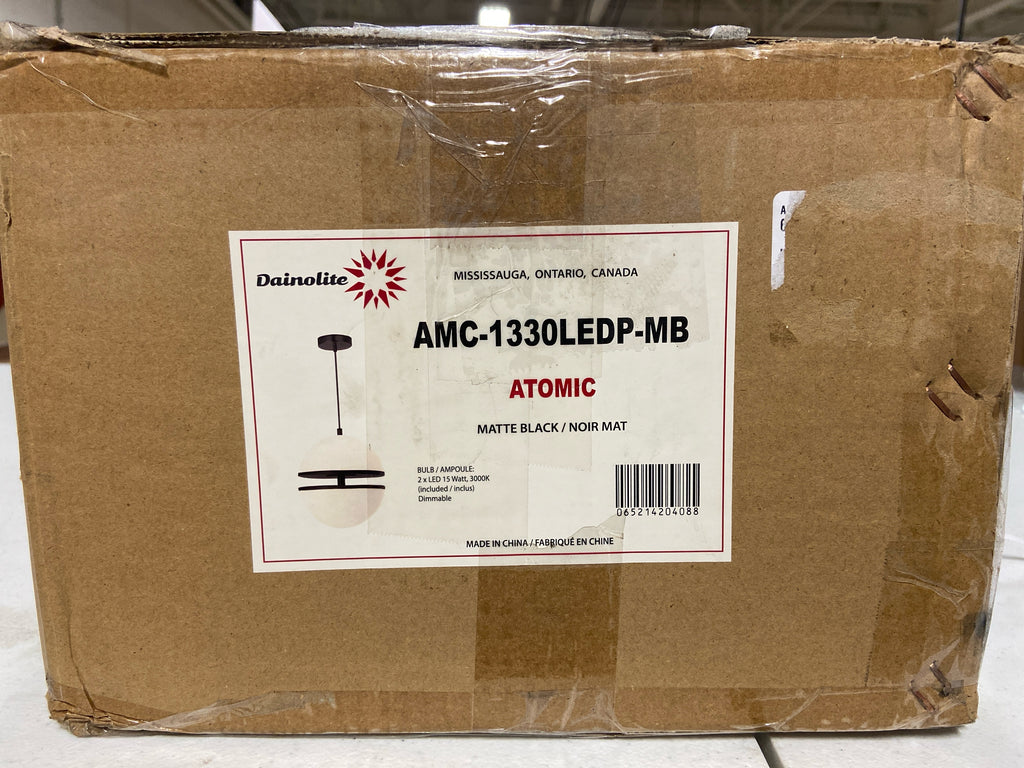 Dainolite
MISSISSAUGA, ONTARIO, CANADA
AMC-1330LEDP-MB
ATOMIC
MATTE BLACK / NOIR MAT
BULB / AMPOULE:
2 x LED 15 Watt, 3000K
(included / inclus)
Dimmable
065214204088
MADE IN CHINA / FABRIQUÉ EN CHINE
A